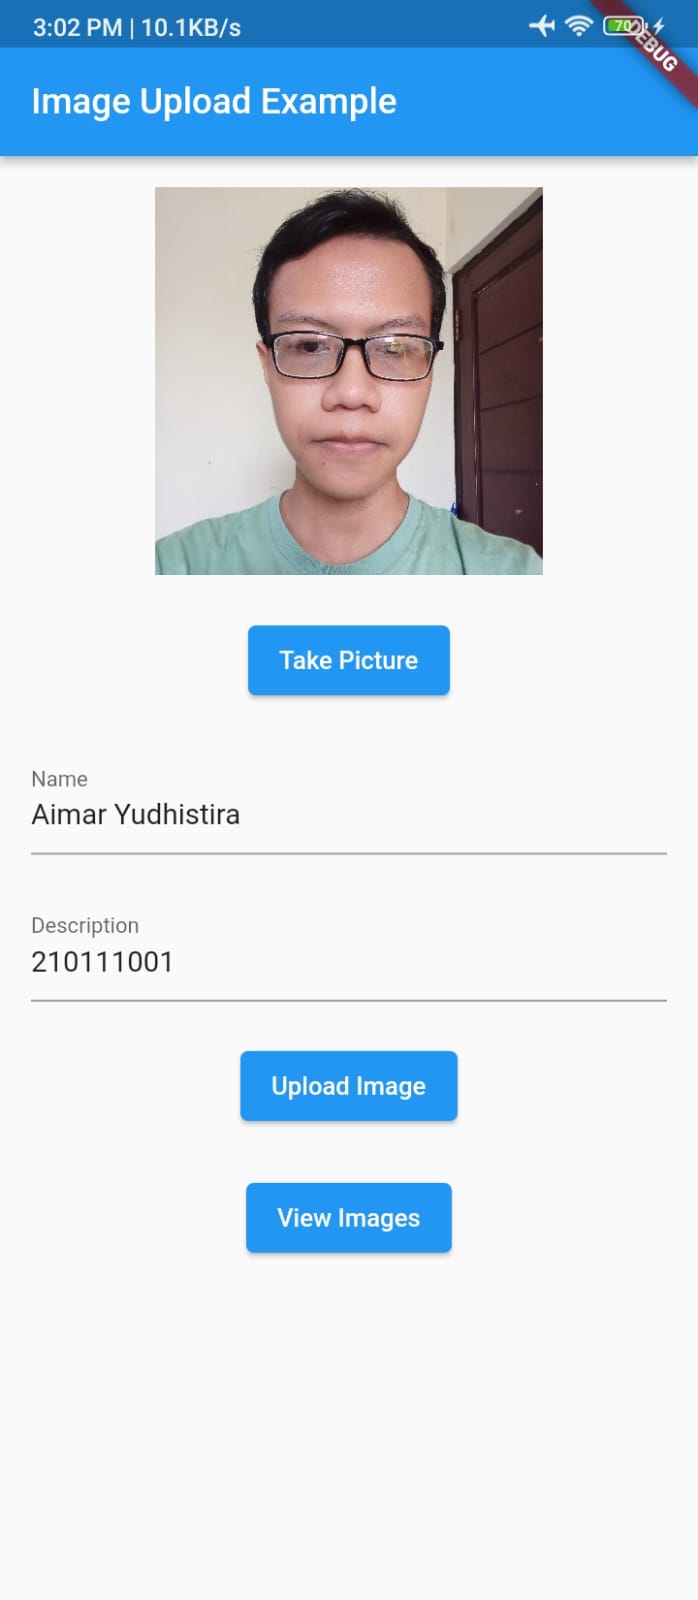 3:02 PM | 10.1KB/s
70
DEBUG
Image Upload Example
Take Picture
Name
Aimar Yudhistira
Description
210111001
Upload Image
View Images